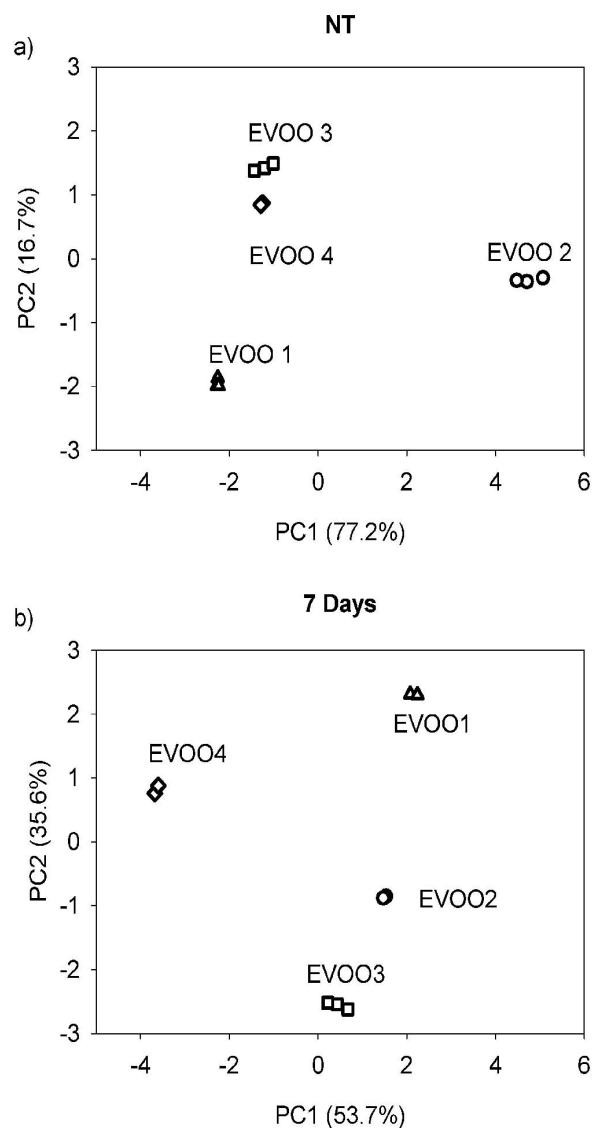 NT
a)
3
2
1
0
-1
-2
-3
PC2 (16.7%)
EVOO 3
EVOO 4
EVOO 2
EVOO 1
-4 -2 0 2 4 6
PC1 (77.2%)
7 Days
b)
3
2
1
0
-1
-2
-3
PC2 (35.6%)
EVOO1
EVOO4
EVOO2
EVOO3
-4 -2 0 2 4 6
PC1 (53.7%)